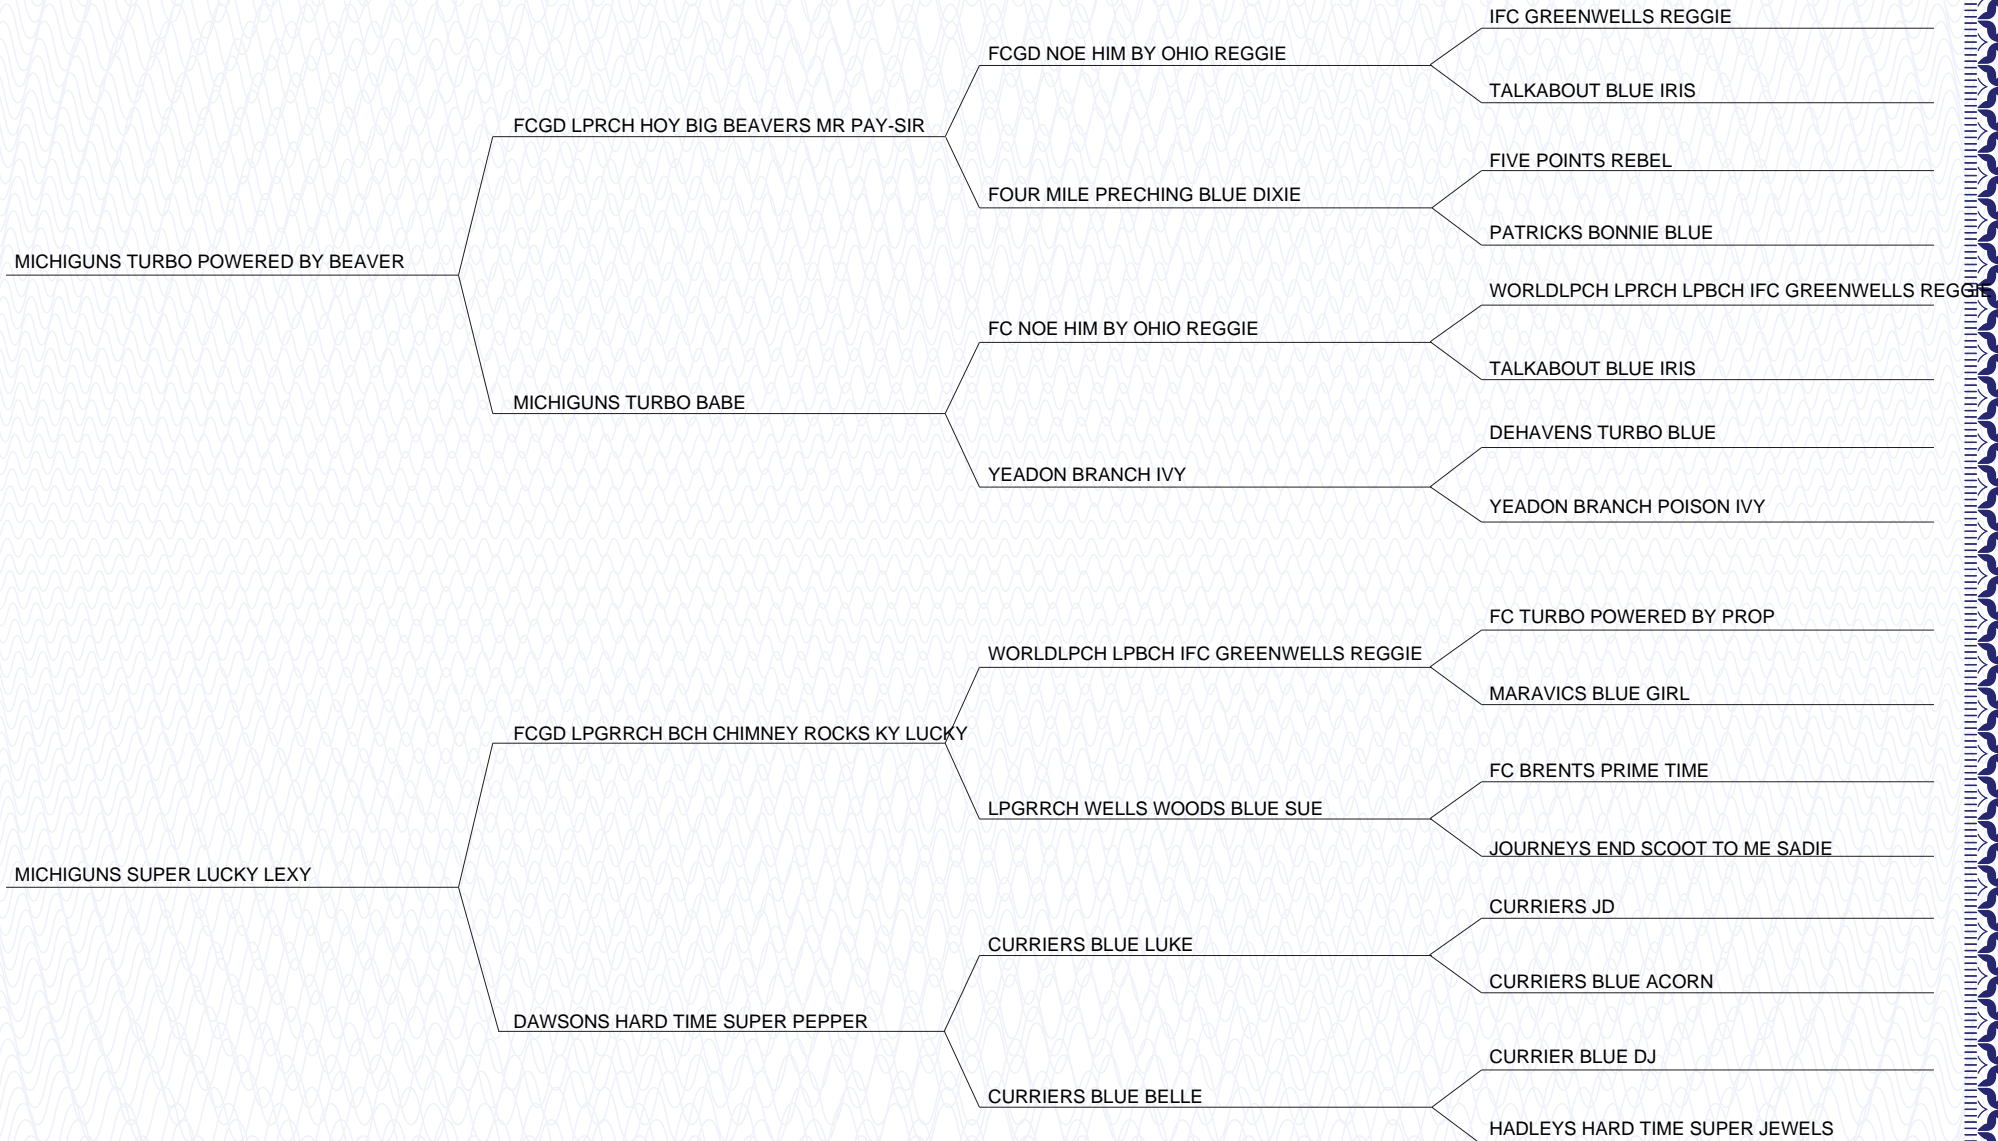 IFC GREENWELLS REGGIE
FCGD NOE HIM BY OHIO REGGIE
TALKABOUT BLUE IRIS
FCGD LPRCH HOY BIG BEAVERS MR PAY-SIR
FIVE POINTS REBEL
FOUR MILE PRECHING BLUE DIXIE
PATRICKS BONNIE BLUE
MICHIGUNS TURBO POWERED BY BEAVER
WORLDLPCH LPRCH LPBCH IFC GREENWELLS REGGIE
FC NOE HIM BY OHIO REGGIE
TALKABOUT BLUE IRIS
MICHIGUNS TURBO BABE
DEHAVENS TURBO BLUE
YEADON BRANCH IVY
YEADON BRANCH POISON IVY
FC TURBO POWERED BY PROP
WORLDLPCH LPBCH IFC GREENWELLS REGGIE
MARAVICS BLUE GIRL
FCGD LPGRRCH BCH CHIMNEY ROCKS KY LUCKY
FC BRENTS PRIME TIME
LPGRRCH WELLS WOODS BLUE SUE
JOURNEYS END SCOOT TO ME SADIE
MICHIGUNS SUPER LUCKY LEXY
CURRIERS JD
CURRIERS BLUE LUKE
CURRIERS BLUE ACORN
DAWSONS HARD TIME SUPER PEPPER
CURRIER BLUE DJ
CURRIERS BLUE BELLE
HADLEYS HARD TIME SUPER JEWELS